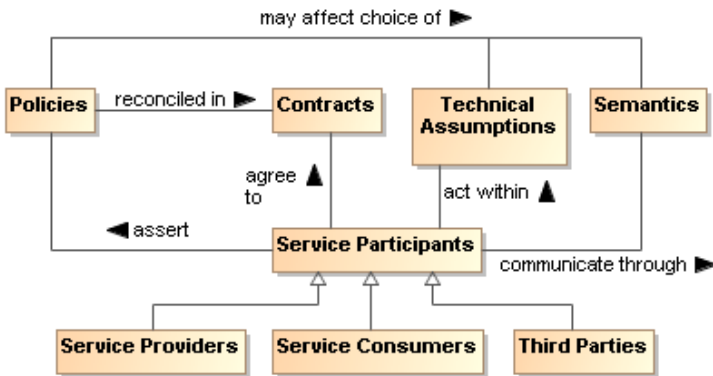 may affect choice of
Policies
reconciled in
Contracts
Technical
Assumptions
Semantics
agree
to
act within
assert
Service Participants
communicate through
Service Providers
Service Consumers
Third Parties